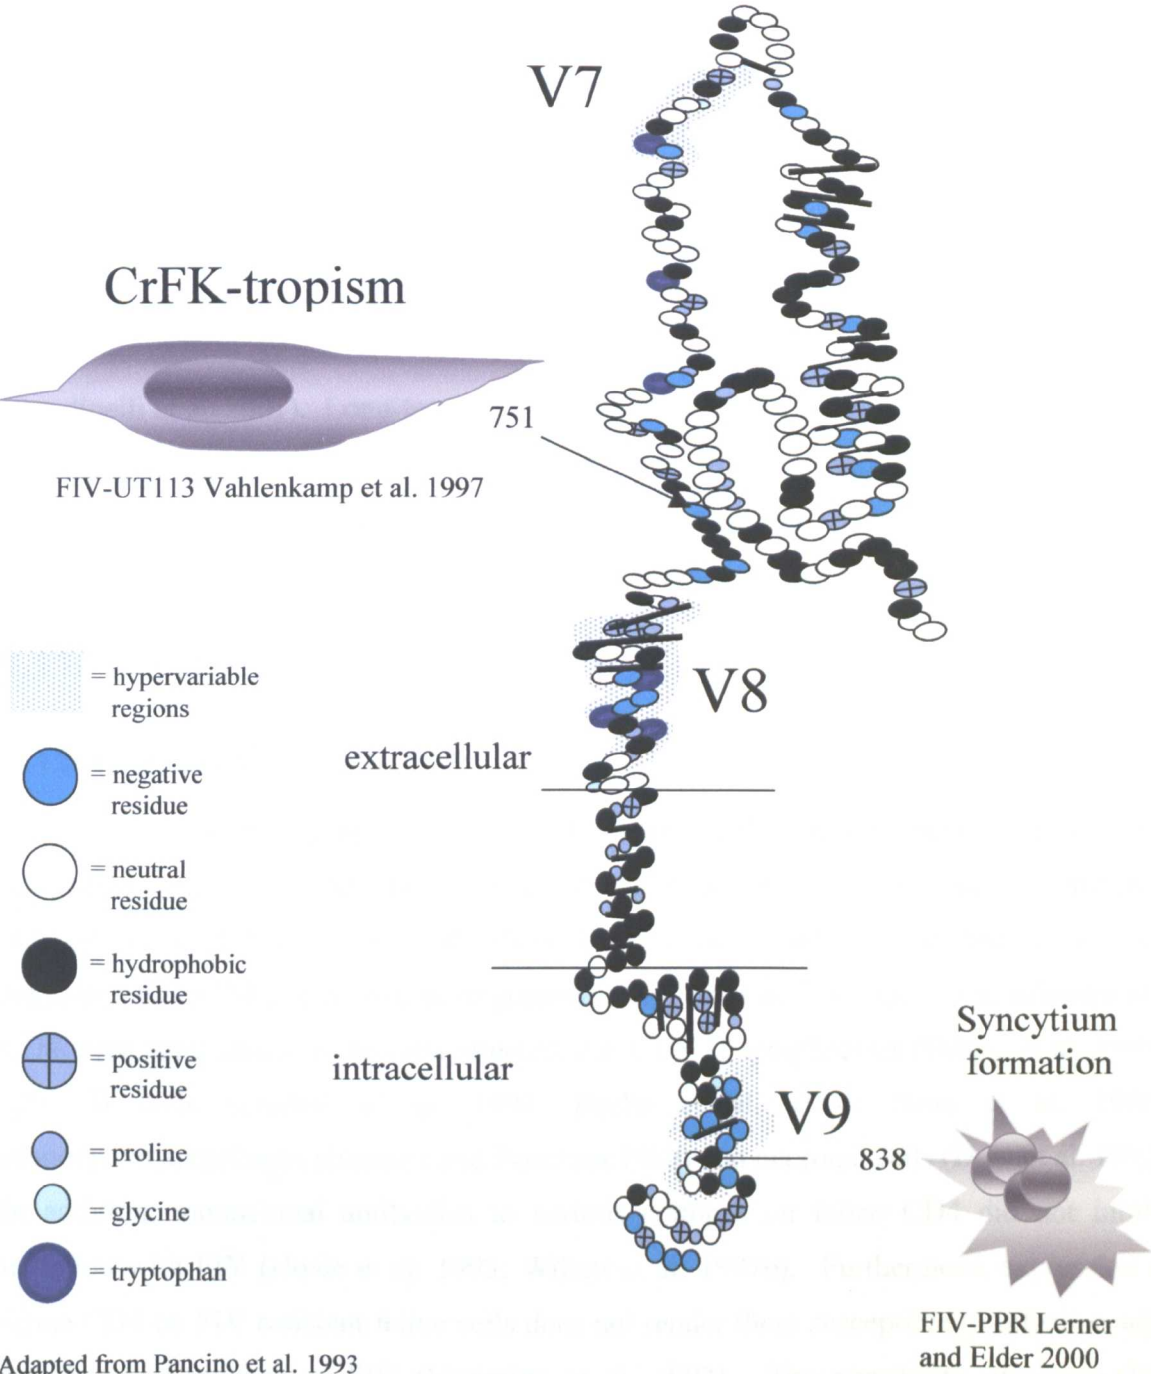 V7
CrFK-tropism
751
FIV-UT113 Vahlenkamp et al. 1997
= hypervariable
regions
V8
= negative
residue
extracellular
= neutral
residue
= hydrophobic
residue
= positive
residue
intracellular
Syncytium
formation
V9
838
= proline
= glycine
= tryptophan
FIV-PPR Lerner
and Elder 2000
Adapted from Pancino et al. 1993